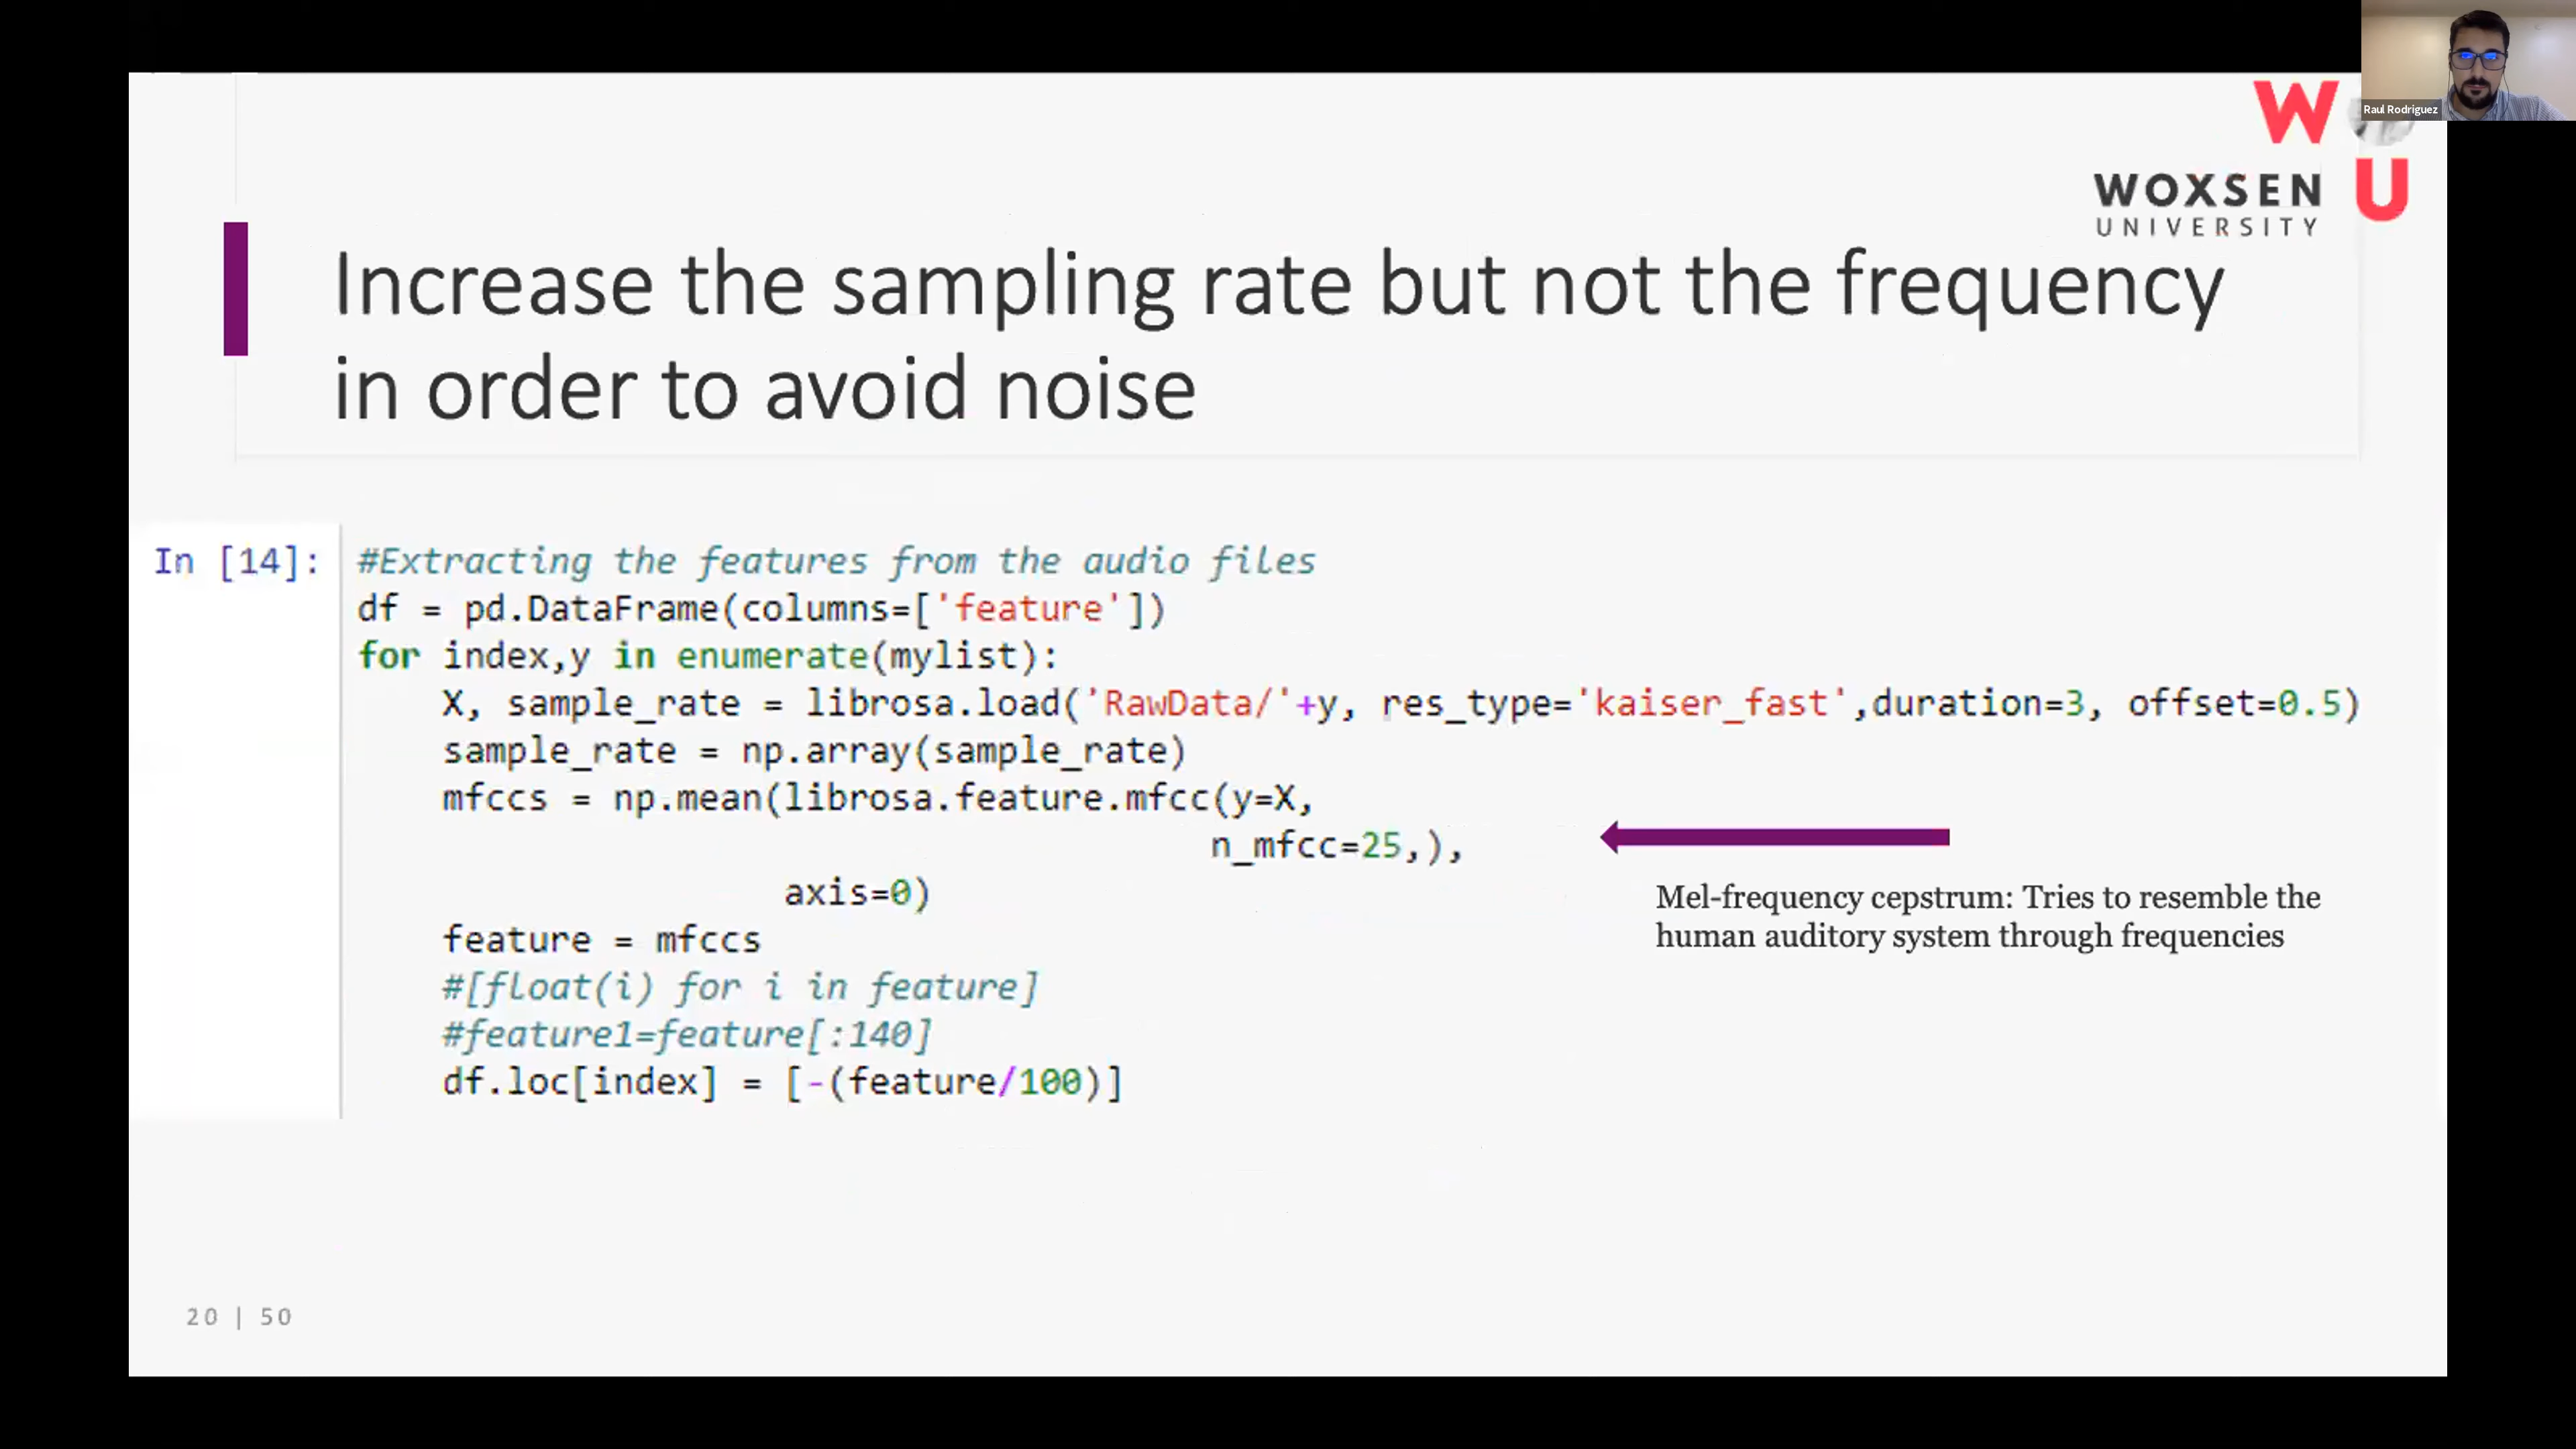 Raul Rodriguez
W
U
WOXSEN
UNIVERSITY
Increase the sampling rate but not the frequency
in order to avoid noise
In [14]:
#Extracting the features from the audio files
df = pd.DataFrame(columns=['feature'])
for index,y in enumerate(mylist):
    X, sample_rate = librosa.load('RawData/'+y, res_type='kaiser_fast',duration=3, offset=0.5)
    sample_rate = np.array(sample_rate)
    mfccs = np.mean(librosa.feature.mfcc(y=X,
                                        n_mfcc=25,),
                    axis=0)
    feature = mfccs
    #[float(i) for i in feature]
    #feature1=feature[:140]
    df.loc[index] = [-(feature/100)]
Mel-frequency cepstrum: Tries to resemble the
human auditory system through frequencies
20 | 50